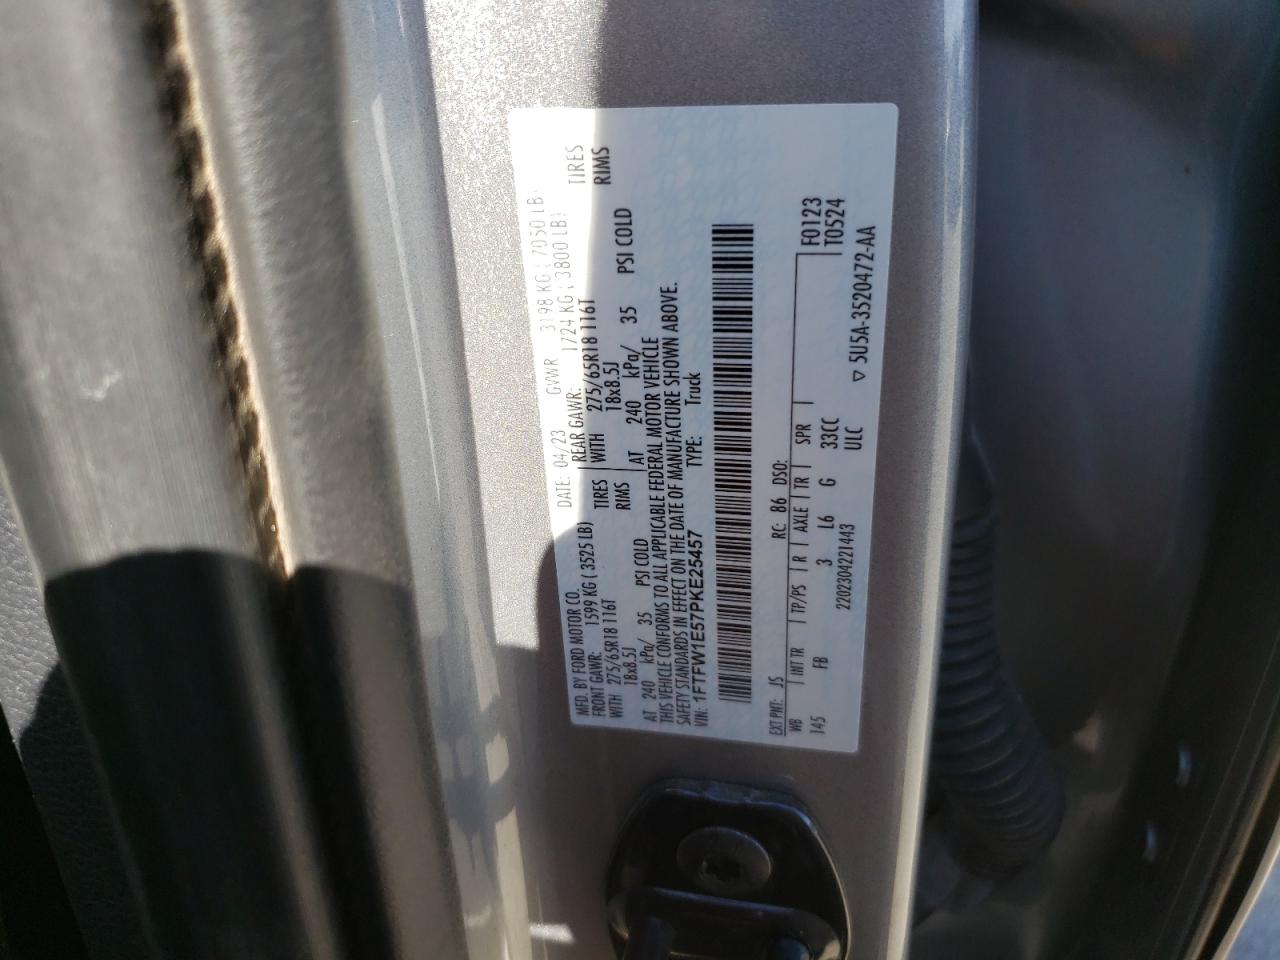 MFD. BY FORD MOTOR CO. DATE: 04/23 GVWR 3198 KG ( 7050 LB)
FRONT GAWR: 1599 KG ( 3525 LB) REAR GAWR: 1724 KG ( 3800 LB)
WITH 275/65R18 116T TIRES WITH 275/65R18 116T TIRES
18x8.5J RIMS 18x8.5J RIMS
AT 240 kPa/ 35 PSI COLD AT 240 kPa/ 35 PSI COLD
THIS VEHICLE CONFORMS TO ALL APPLICABLE FEDERAL MOTOR VEHICLE
SAFETY STANDARDS IN EFFECT ON THE DATE OF MANUFACTURE SHOWN ABOVE.
VIN: 1FTFW1E57PKE25457 TYPE: Truck
EXT PNT: JS RC: 86 DSO: F0123
WB INT TR TP/PS R AXLE TR SPR T0524
145 FB 3 L6 G 33CC
2202304221443 ULC ▽ 5U5A-3520472-AA